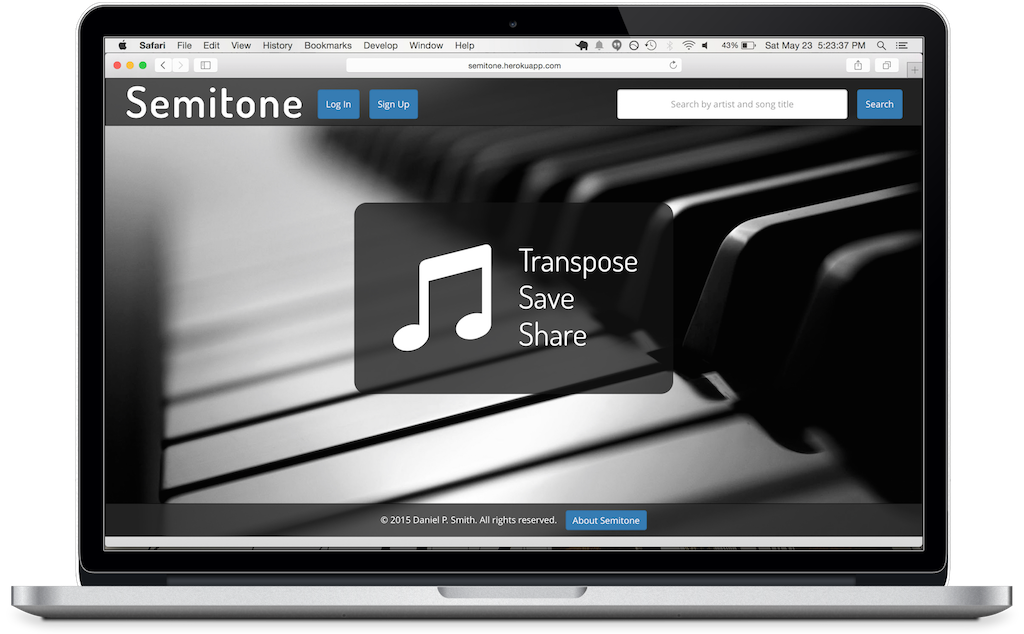 Safari File Edit View History Bookmarks Develop Window Help 43% Sat May 23 5:23:37 PM
semitone.herokuapp.com
Semitone Log In Sign Up Search by artist and song title Search
Transpose
Save
Share
© 2015 Daniel P. Smith. All rights reserved. About Semitone